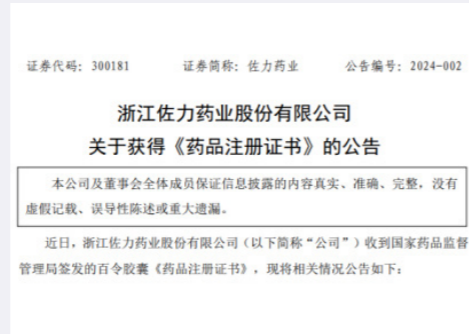 证券代码：300181 证券简称：佐力药业 公告编号：2024-002
浙江佐力药业股份有限公司
关于获得《药品注册证书》的公告
本公司及董事会全体成员保证信息披露的内容真实、准确、完整，没有
虚假记载、误导性陈述或重大遗漏。
近日，浙江佐力药业股份有限公司（以下简称“公司”）收到国家药品监督
管理局签发的百令胶囊《药品注册证书》，现将相关情况公告如下：